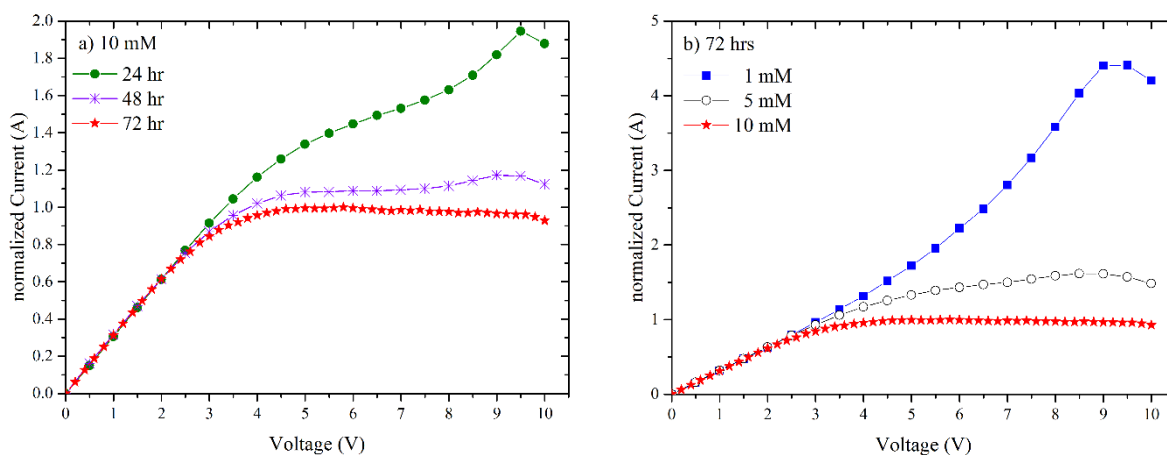 a) 10 mM
24 hr
48 hr
72 hr
normalized Current (A)
2.0
1.8
1.6
1.4
1.2
1.0
0.8
0.6
0.4
0.2
0.0
0 1 2 3 4 5 6 7 8 9 10
Voltage (V)
b) 72 hrs
1 mM
5 mM
10 mM
normalized Current (A)
5
4
3
2
1
0
0 1 2 3 4 5 6 7 8 9 10
Voltage (V)